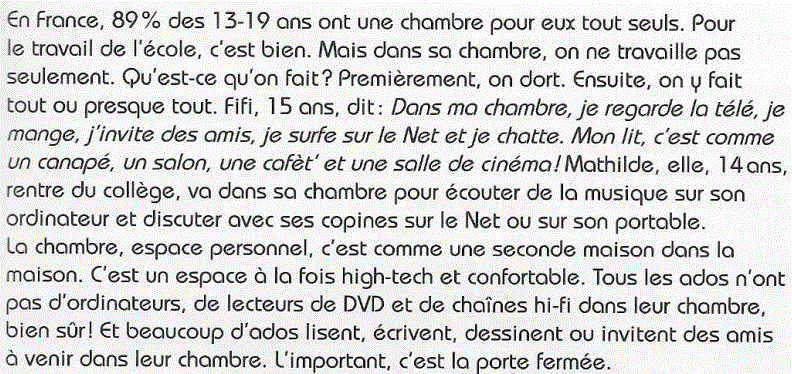 En France, 89% des 13-19 ans ont une chambre pour eux tout seuls. Pour
le travail de l'école, c'est bien. Mais dans sa chambre, on ne travaille pas
seulement. Qu'est-ce qu'on fait? Premièrement, on dort. Ensuite, on y fait
tout ou presque tout. Fifi, 15 ans, dit: Dans ma chambre, je regarde la télé, je
mange, j'invite des amis, je surfe sur le Net et je chatte. Mon lit, c'est comme
un canapé, un salon, une cafèt' et une salle de cinéma! Mathilde, elle, 14 ans,
rentre du collège, va dans sa chambre pour écouter de la musique sur son
ordinateur et discuter avec ses copines sur le Net ou sur son portable.
La chambre, espace personnel, c'est comme une seconde maison dans la
maison. C'est un espace à la fois high-tech et confortable. Tous les ados n'ont
pas d'ordinateurs, de lecteurs de DVD et de chaînes hi-fi dans leur chambre,
bien sûr! Et beaucoup d'ados lisent, écrivent, dessinent ou invitent des amis
à venir dans leur chambre. L'important, c'est la porte fermée.